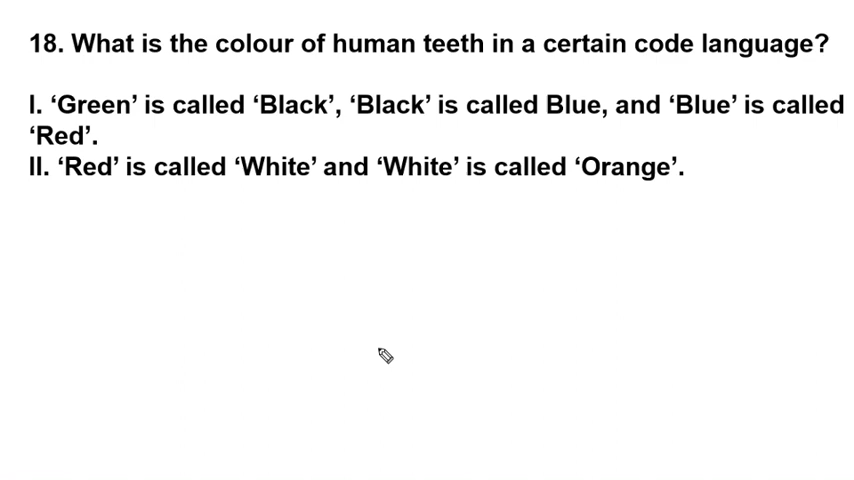 18. What is the colour of human teeth in a certain code language?
I. ‘Green’ is called ‘Black’, ‘Black’ is called Blue, and ‘Blue’ is called
‘Red’.
II. ‘Red’ is called ‘White’ and ‘White’ is called ‘Orange’.